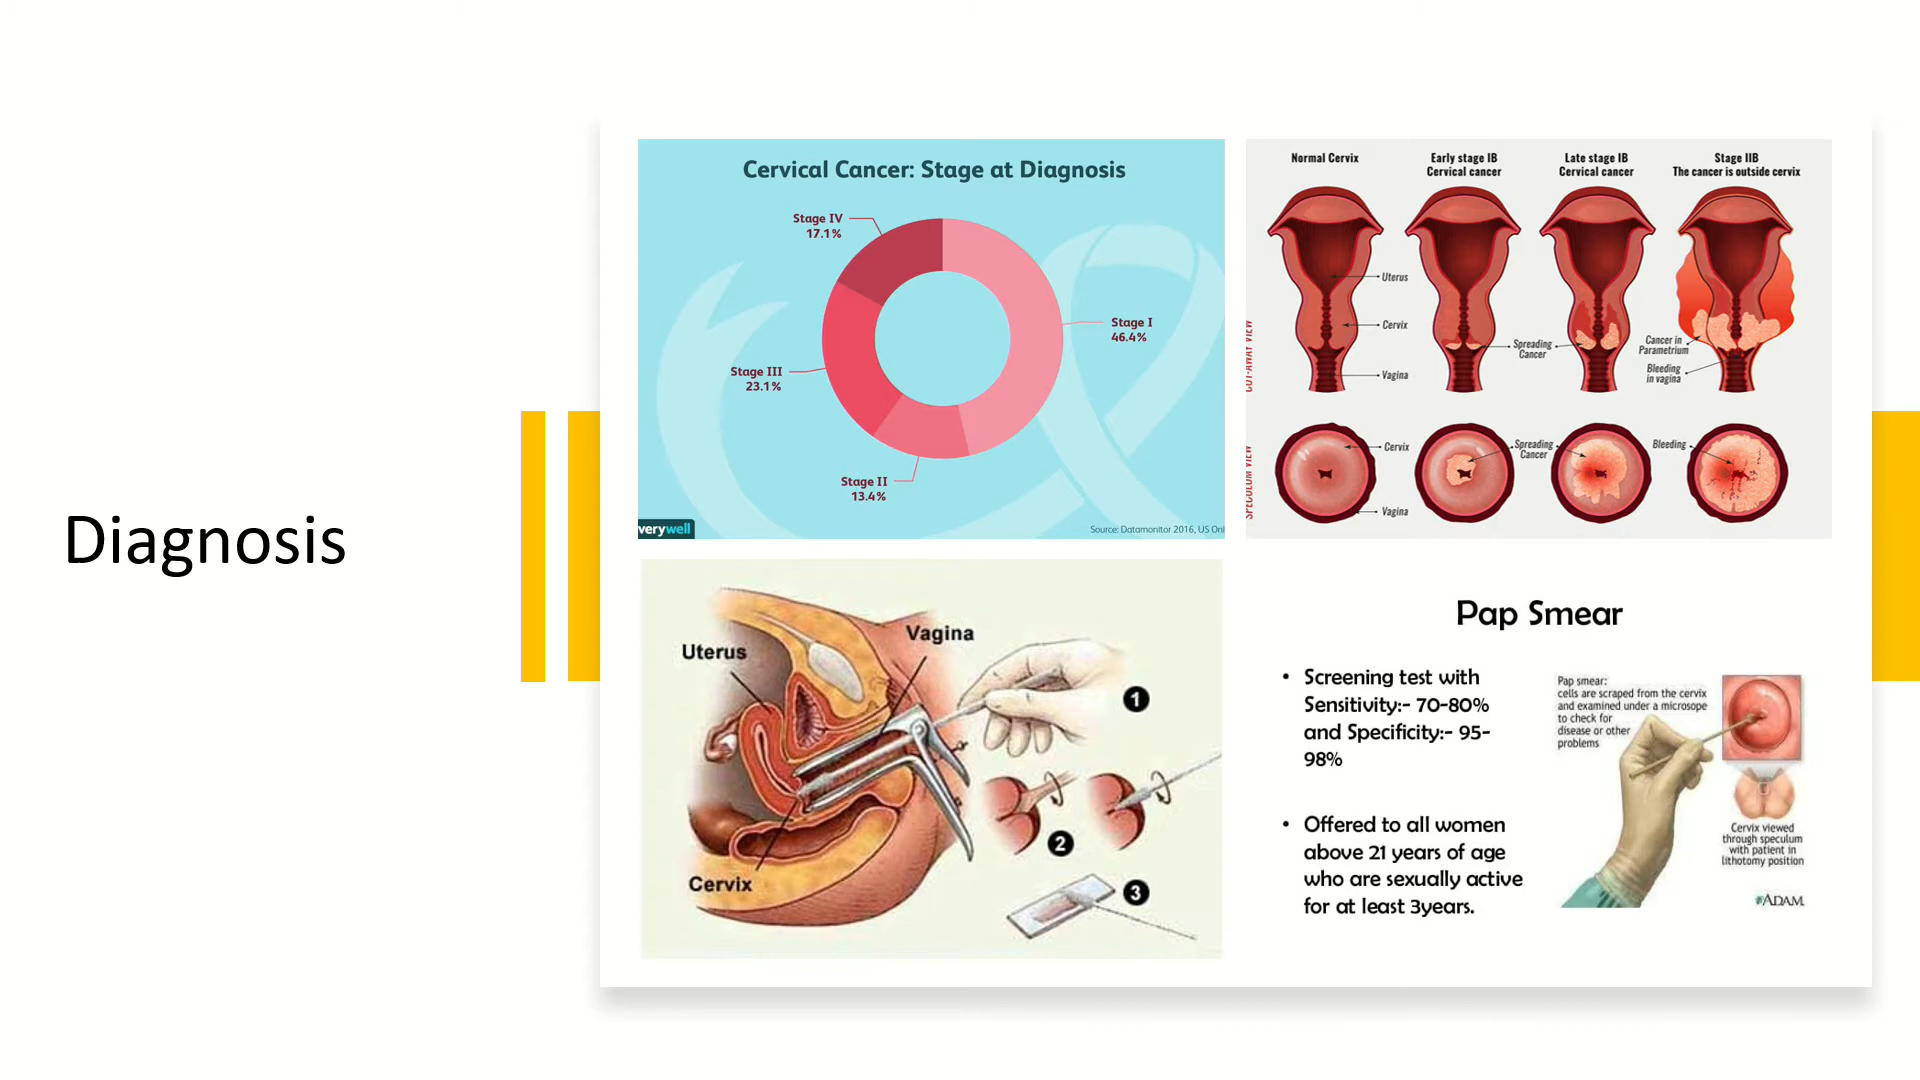 Diagnosis
Cervical Cancer: Stage at Diagnosis
Stage IV
17.1%
Stage I
46.4%
Stage III
23.1%
Stage II
13.4%
verywell
Source: Datamonitor 2016, US Onl
Normal Cervix
Early stage IB
Cervical cancer
Late stage IB
Cervical cancer
Stage IIB
The cancer is outside cervix
CUT-AWAY VIEW
Uterus
Cervix
Vagina
Spreading
Cancer
Cancer in
Parametrium
Bleeding
in vagina
SPECULUM VIEW
Cervix
Vagina
Spreading
Cancer
Bleeding
Uterus
Vagina
Cervix
1
2
3
Pap Smear
• Screening test with
Sensitivity:- 70-80%
and Specificity:- 95-
98%
• Offered to all women
above 21 years of age
who are sexually active
for at least 3years.
Pap smear:
cells are scraped from the cervix
and examined under a microsope
to check for
disease or other
problems
Cervix viewed
through speculum
with patient in
lithotomy position
ADAM